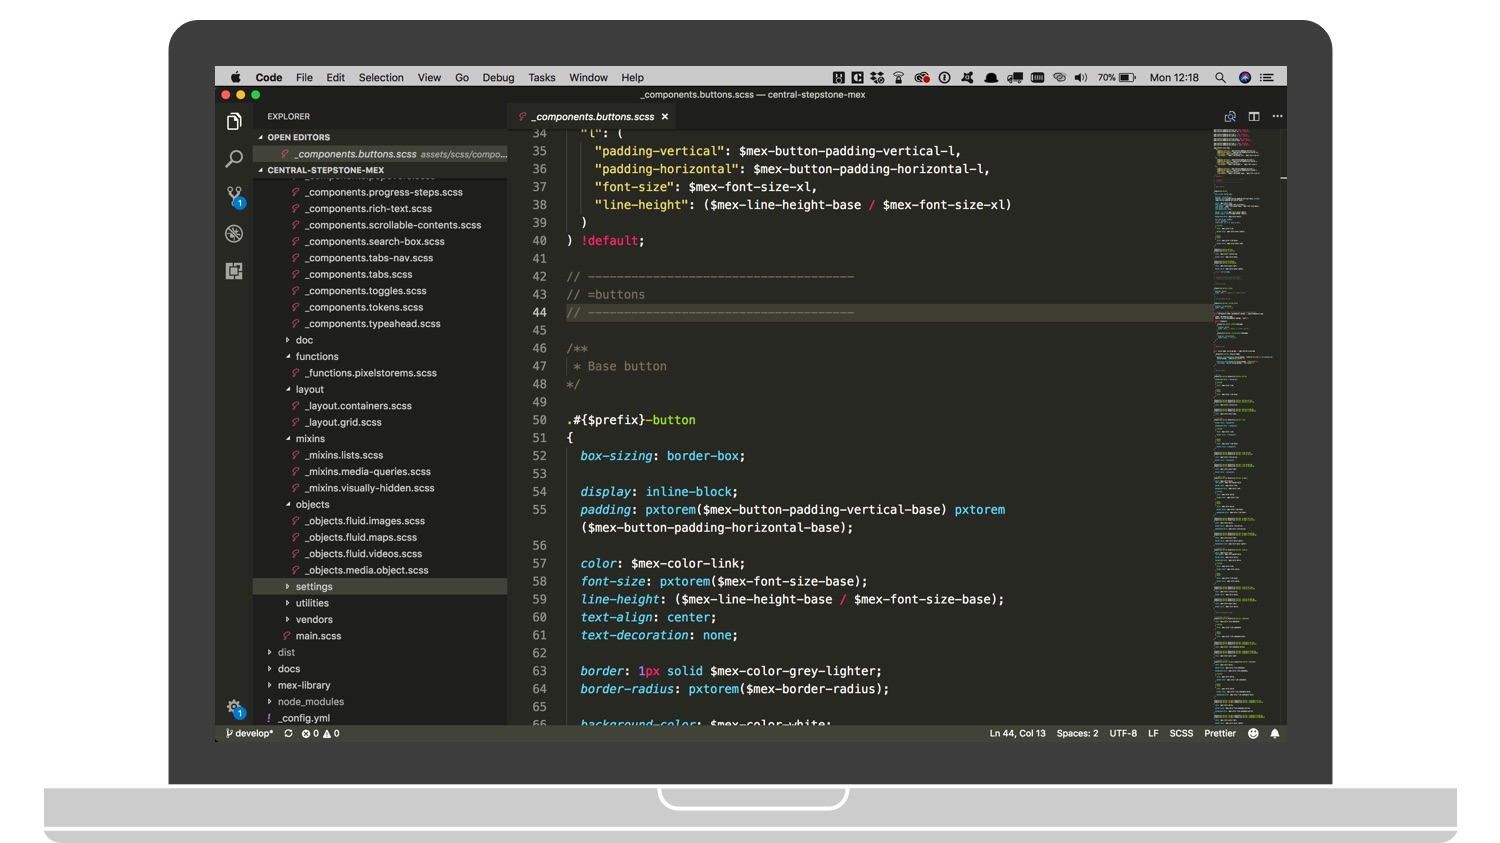 Code File Edit Selection View Go Debug Tasks Window Help 70% Mon 12:18
_components.buttons.scss — central-stepstone-mex
EXPLORER
OPEN EDITORS
_components.buttons.scss assets/scss/compo...
CENTRAL-STEPSTONE-MEX
_components.progress-steps.scss
_components.rich-text.scss
_components.scrollable-contents.scss
_components.search-box.scss
_components.tabs-nav.scss
_components.tabs.scss
_components.toggles.scss
_components.tokens.scss
_components.typeahead.scss
doc
functions
_functions.pixelstorems.scss
layout
_layout.containers.scss
_layout.grid.scss
mixins
_mixins.lists.scss
_mixins.media-queries.scss
_mixins.visually-hidden.scss
objects
_objects.fluid.images.scss
_objects.fluid.maps.scss
_objects.fluid.videos.scss
_objects.media.object.scss
settings
utilities
vendors
main.scss
dist
docs
mex-library
node_modules
! _config.yml
1
1
_components.buttons.scss ×
34 "l": (
35 "padding-vertical": $mex-button-padding-vertical-l,
36 "padding-horizontal": $mex-button-padding-horizontal-l,
37 "font-size": $mex-font-size-xl,
38 "line-height": ($mex-line-height-base / $mex-font-size-xl)
39 )
40 ) !default;
41
42 // -------------------------------------
43 // =buttons
44 // -------------------------------------
45
46 /**
47 * Base button
48 */
49
50 .#{$prefix}-button
51 {
52 box-sizing: border-box;
53
54 display: inline-block;
55 padding: pxtorem($mex-button-padding-vertical-base) pxtorem
($mex-button-padding-horizontal-base);
56
57 color: $mex-color-link;
58 font-size: pxtorem($mex-font-size-base);
59 line-height: ($mex-line-height-base / $mex-font-size-base);
60 text-align: center;
61 text-decoration: none;
62
63 border: 1px solid $mex-color-grey-lighter;
64 border-radius: pxtorem($mex-border-radius);
65
66 background-color: $mex-color-white;
develop* 0 0 Ln 44, Col 13 Spaces: 2 UTF-8 LF SCSS Prettier